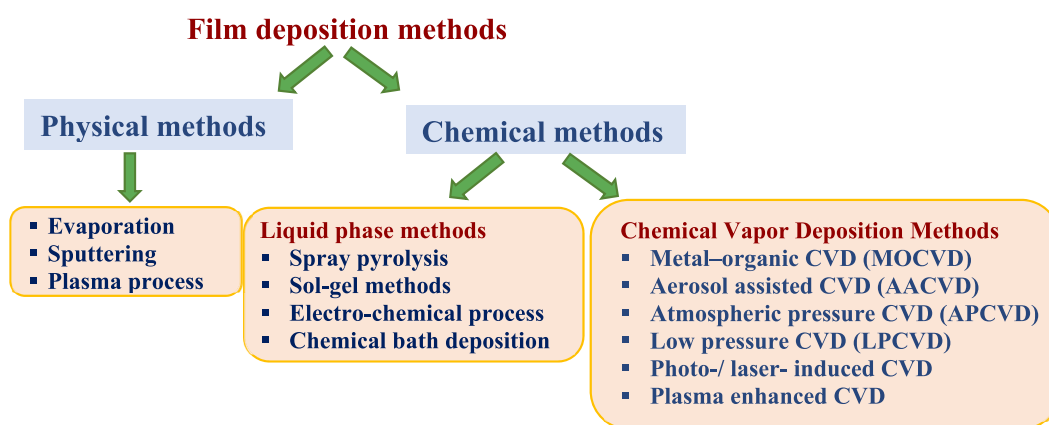 Film deposition methods
Physical methods
Chemical methods
▪ Evaporation
▪ Sputtering
▪ Plasma process
Liquid phase methods
▪ Spray pyrolysis
▪ Sol-gel methods
▪ Electro-chemical process
▪ Chemical bath deposition
Chemical Vapor Deposition Methods
▪ Metal–organic CVD (MOCVD)
▪ Aerosol assisted CVD (AACVD)
▪ Atmospheric pressure CVD (APCVD)
▪ Low pressure CVD (LPCVD)
▪ Photo-/ laser- induced CVD
▪ Plasma enhanced CVD